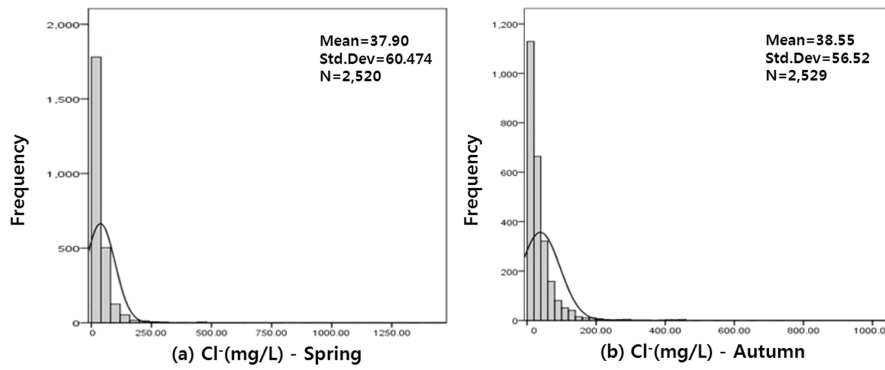 2,000
1,500
1,000
500
0
Frequency
Mean=37.90
Std.Dev=60.474
N=2,520
0 250.00 500.00 750.00 1000.00 1250.00
(a) Cl⁻(mg/L) - Spring
1,200
1,000
800
600
400
200
0
Frequency
Mean=38.55
Std.Dev=56.52
N=2,529
0 200.00 400.00 600.00 800.00 1000.0
(b) Cl⁻(mg/L) - Autumn